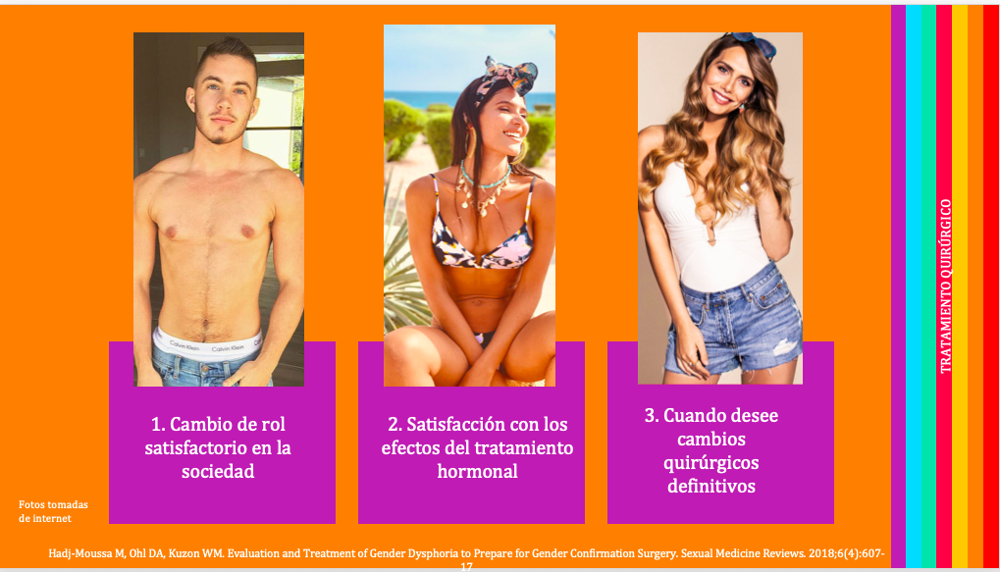 Calvin Klein Calvin Klein
1. Cambio de rol
satisfactorio en la
sociedad
2. Satisfacción con los
efectos del tratamiento
hormonal
3. Cuando desee
cambios
quirúrgicos
definitivos
TRATAMIENTO QUIRÚRGICO
Fotos tomadas
de internet
Hadj-Moussa M, Ohl DA, Kuzon WM. Evaluation and Treatment of Gender Dysphoria to Prepare for Gender Confirmation Surgery. Sexual Medicine Reviews. 2018;6(4):607-
17